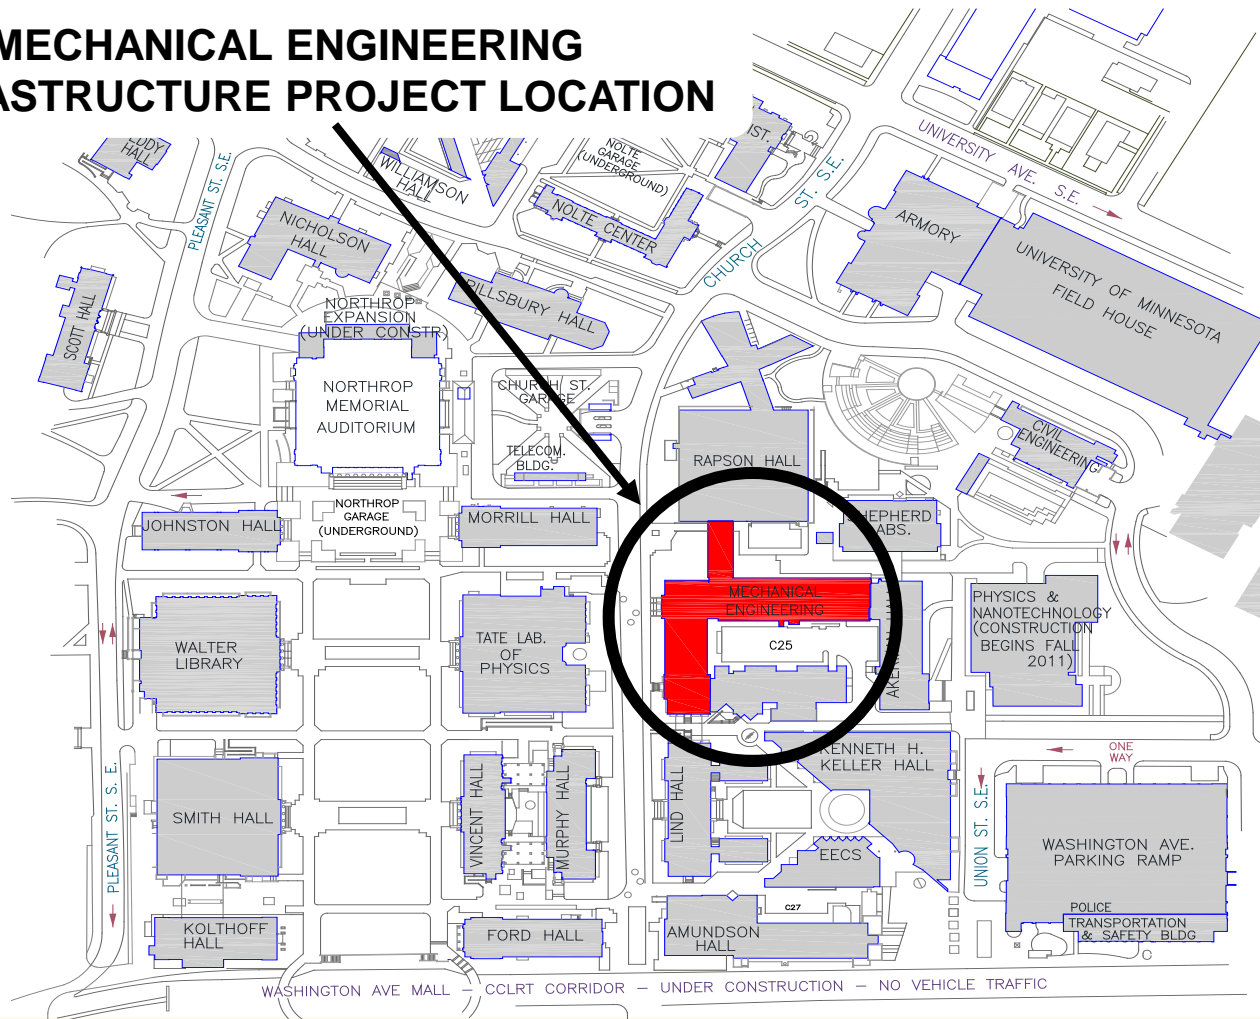 MECHANICAL ENGINEERING
ASTRUCTURE PROJECT LOCATION
UNIVERSITY AVE. S.E.
HALL
PLEASANT ST. S.E.
WILLIAMSON
HALL
NOLTE
GARAGE
(UNDERGROUND)
IST.
CHURCH ST. S.E.
NICHOLSON
HALL
NOLTE CENTER
ARMORY
UNIVERSITY OF MINNESOTA
FIELD HOUSE
SCOTT HALL
NORTHROP
EXPANSION
(UNDER CONSTR)
PILLSBURY HALL
NORTHROP
MEMORIAL
AUDITORIUM
CHURCH ST.
GARAGE
TELECOM.
BLDG.
RAPSON HALL
CIVIL
ENGINEERING
JOHNSTON HALL
NORTHROP
GARAGE
(UNDERGROUND)
MORRILL HALL
SHEPHERD
LABS.
MECHANICAL
ENGINEERING
WALTER
LIBRARY
TATE LAB.
OF
PHYSICS
C25
PHYSICS &
NANOTECHNOLOGY
(CONSTRUCTION
BEGINS FALL
2011)
ONE
WAY
PLEASANT ST. S. E.
SMITH HALL
VINCENT HALL
MURPHY HALL
LIND HALL
KENNETH H.
KELLER HALL
EECS
UNION ST. S.E.
WASHINGTON AVE.
PARKING RAMP
C27
POLICE
TRANSPORTATION
& SAFETY BLDG
KOLTHOFF
HALL
FORD HALL
AMUNDSON
HALL
WASHINGTON AVE MALL – CCLRT CORRIDOR – UNDER CONSTRUCTION – NO VEHICLE TRAFFIC